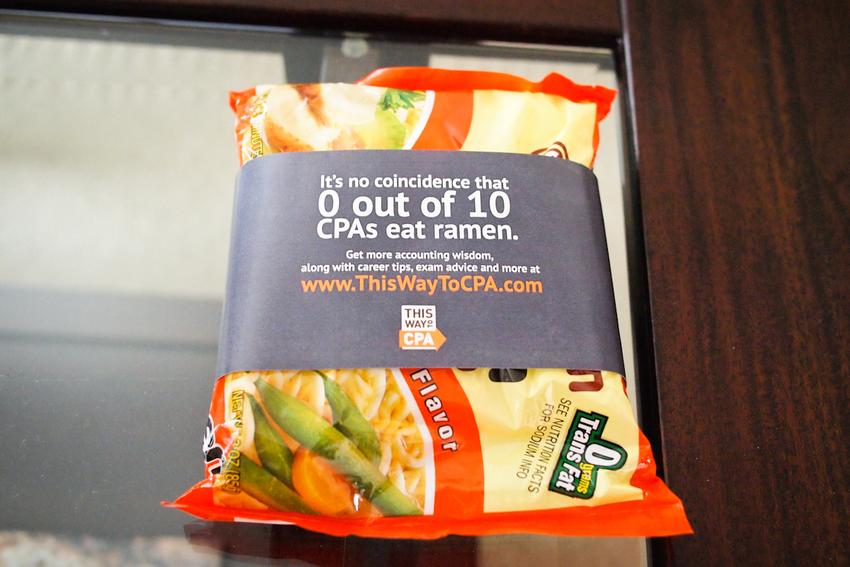 It's no coincidence that
0 out of 10
CPAs eat ramen.
Get more accounting wisdom,
along with career tips, exam advice and more at
www.ThisWayToCPA.com
THIS
WAY TO
CPA
Flavor
SEE NUTRITION FACTS
FOR SODIUM INFO
0 grams
Trans Fat